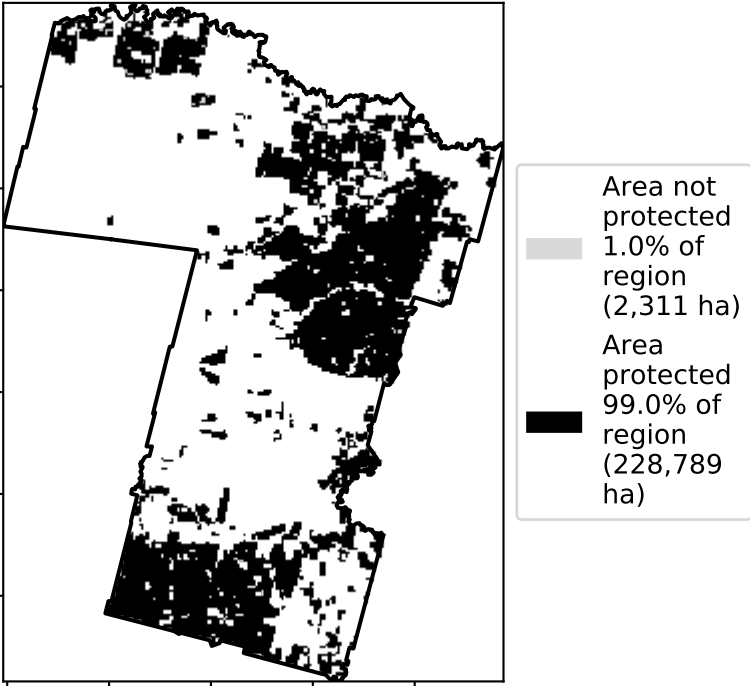 Area not
protected
1.0% of
region
(2,311 ha)
Area
protected
99.0% of
region
(228,789
ha)